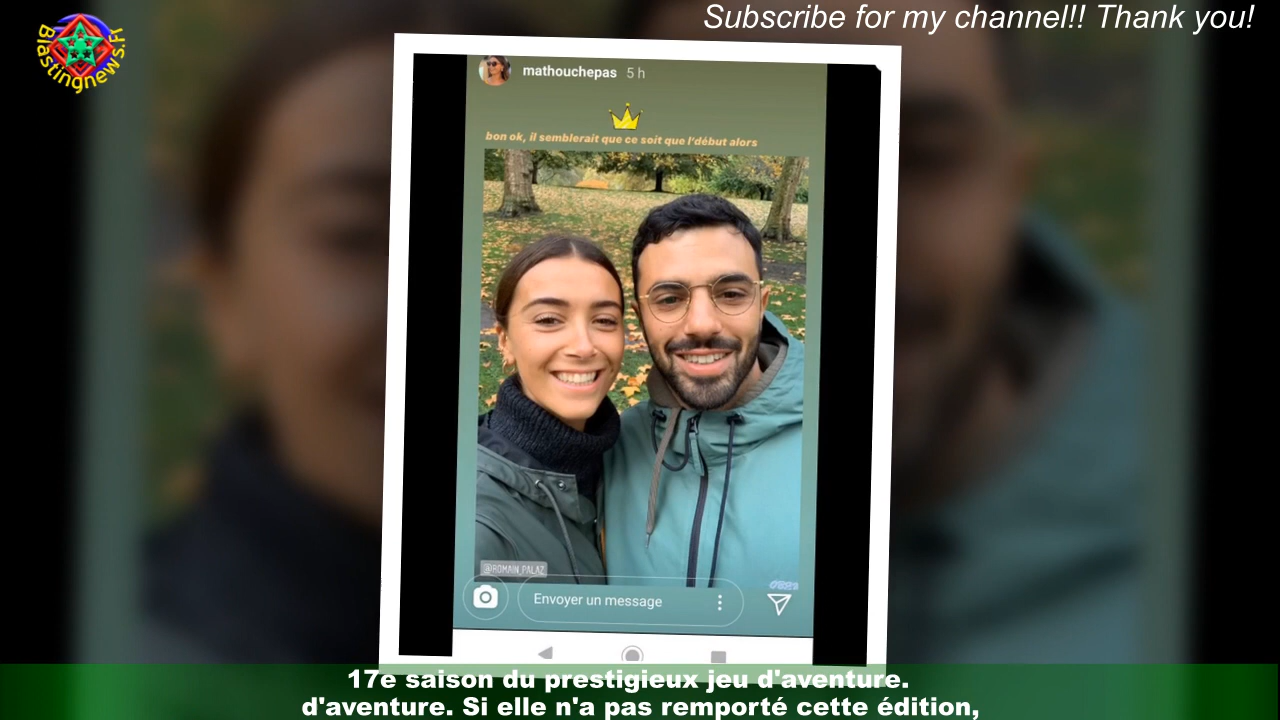 Subscribe for my channel!! Thank you!
Blastingnews.Fr
mathouchepas 5 h
bon ok, il semblerait que ce soit que l'début alors
@ROMAIN_PALAZ
Envoyer un message
17e saison du prestigieux jeu d'aventure.
d'aventure. Si elle n'a pas remporté cette édition,